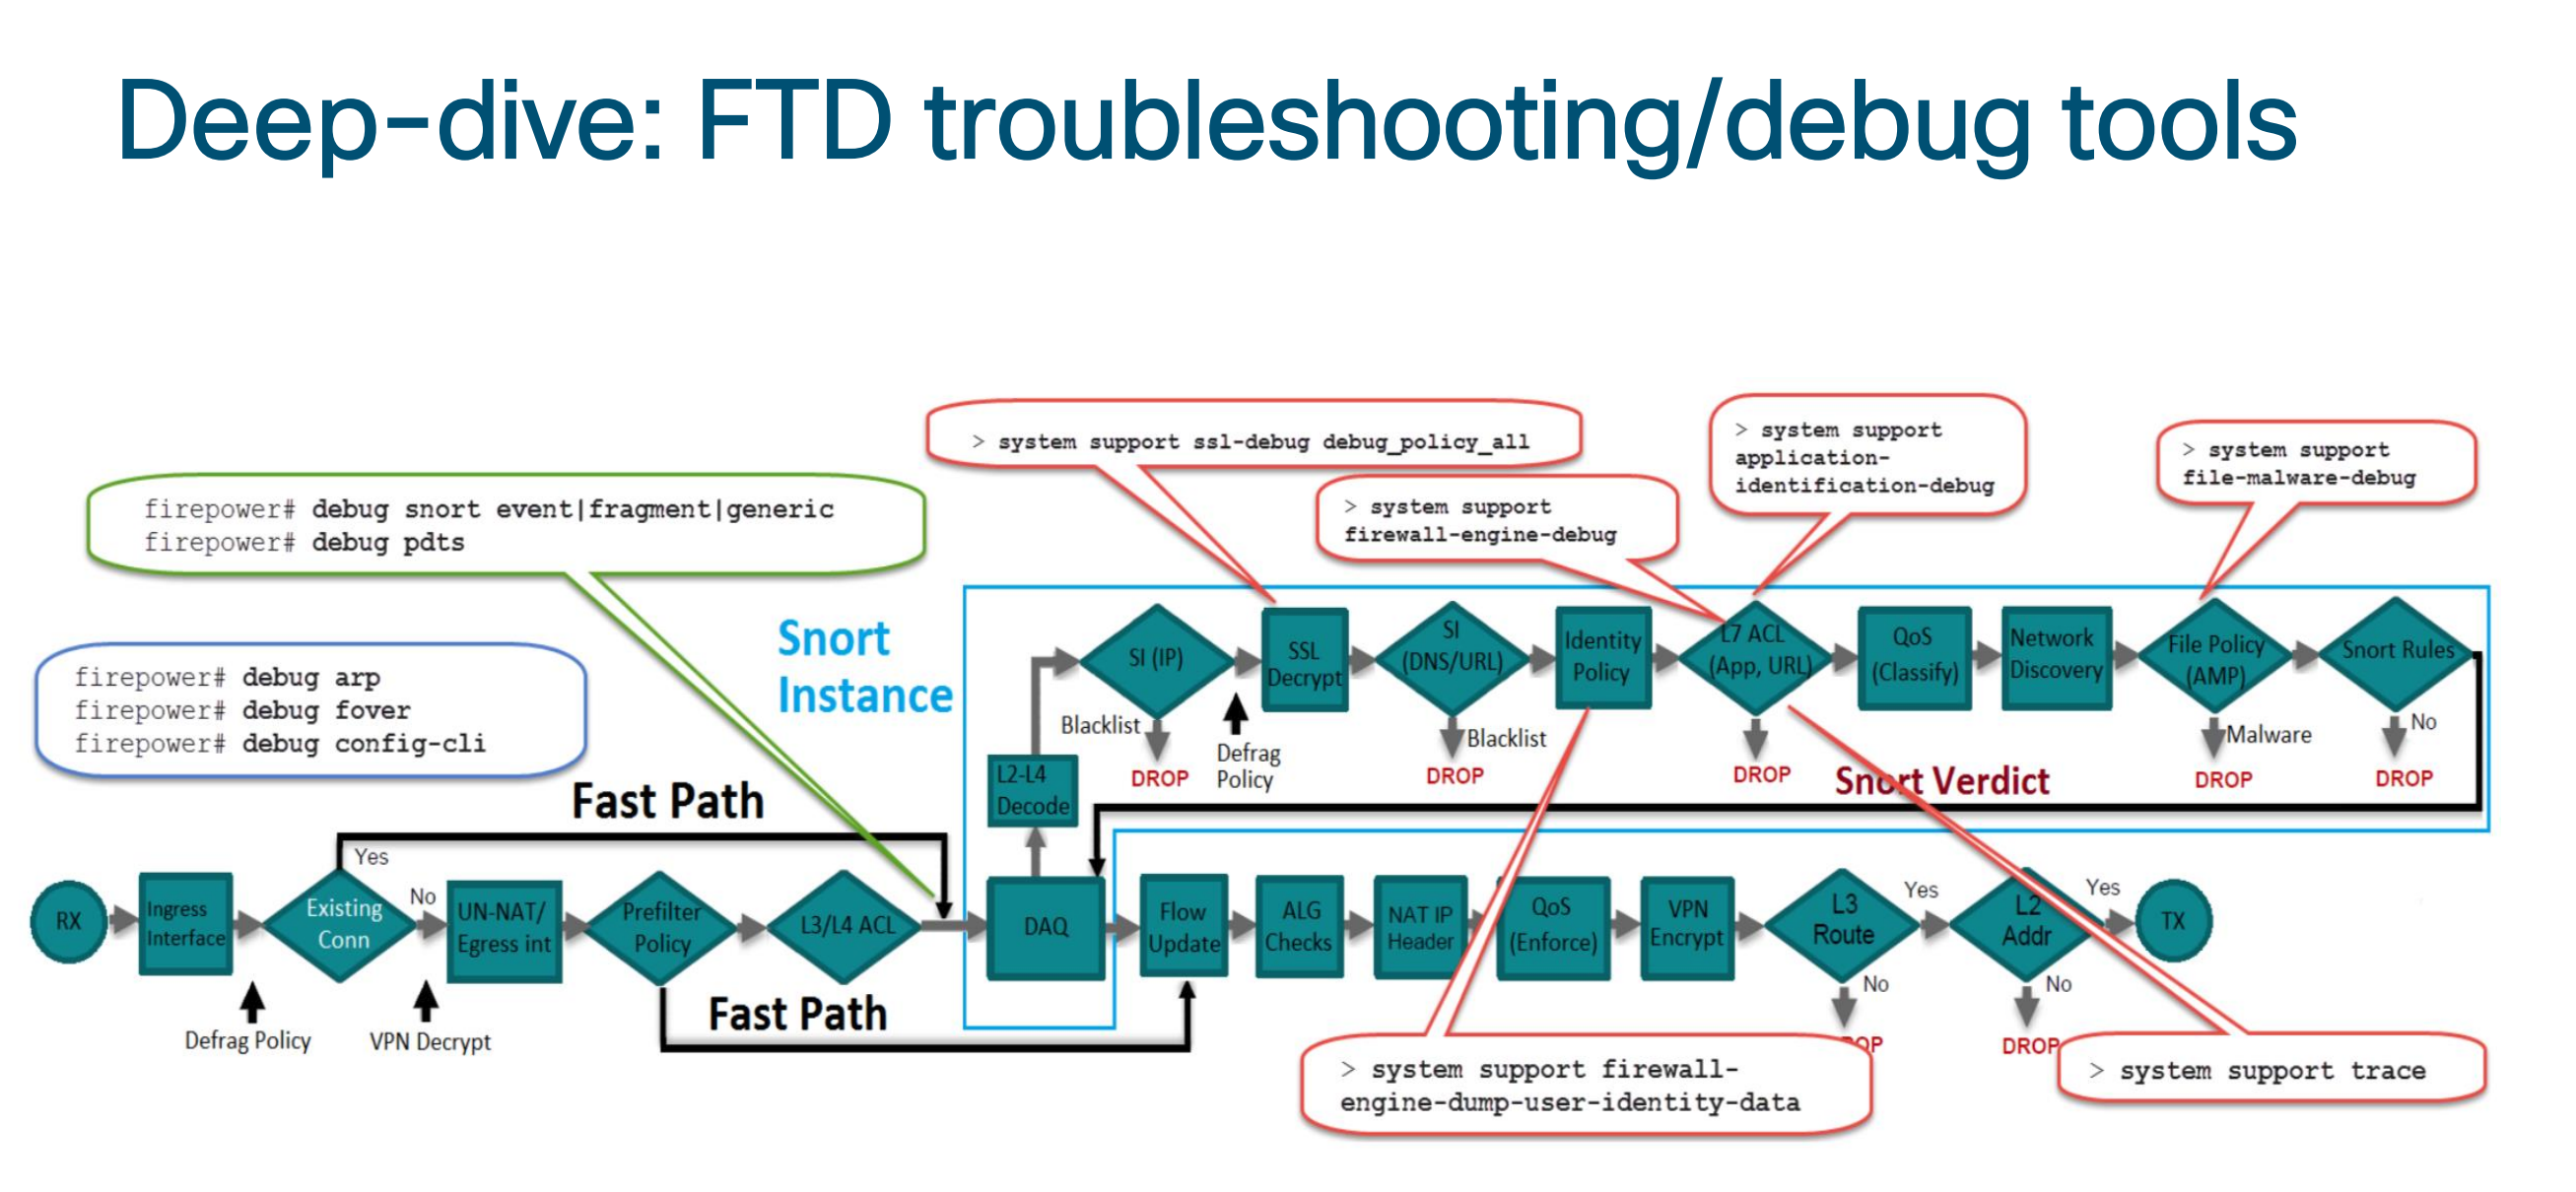 Deep-dive: FTD troubleshooting/debug tools
> system support ssl-debug debug_policy_all
> system support
firewall-engine-debug
> system support
application-
identification-debug
> system support
file-malware-debug
firepower# debug snort event|fragment|generic
firepower# debug pdts
firepower# debug arp
firepower# debug fover
firepower# debug config-cli
Snort
Instance
SI (IP)
Blacklist
DROP
Defrag
Policy
SSL
Decrypt
SI
(DNS/URL)
Blacklist
DROP
Identity
Policy
L7 ACL
(App, URL)
DROP
QoS
(Classify)
Network
Discovery
File Policy
(AMP)
Malware
DROP
Snort Rules
No
DROP
Snort Verdict
L2-L4
Decode
Fast Path
Yes
RX
Ingress
Interface
Defrag Policy
Existing
Conn
No
VPN Decrypt
UN-NAT/
Egress int
Prefilter
Policy
Fast Path
L3/L4 ACL
DAQ
Flow
Update
ALG
Checks
NAT IP
Header
QoS
(Enforce)
VPN
Encrypt
L3
Route
Yes
No
L2
Addr
Yes
No
DROP
TX
> system support firewall-
engine-dump-user-identity-data
> system support trace